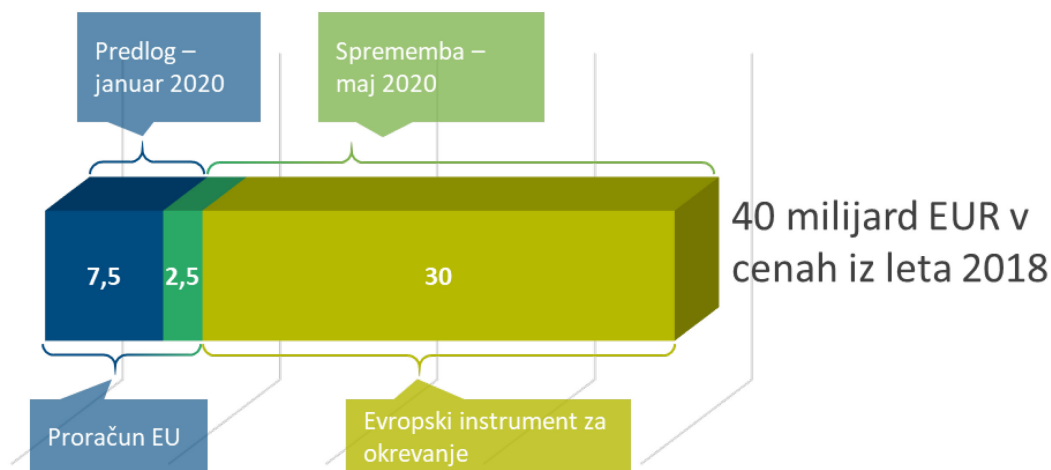 Predlog –
januar 2020
Sprememba –
maj 2020
7,5
2,5
30
40 milijard EUR v
cenah iz leta 2018
Proračun EU
Evropski instrument za
okrevanje